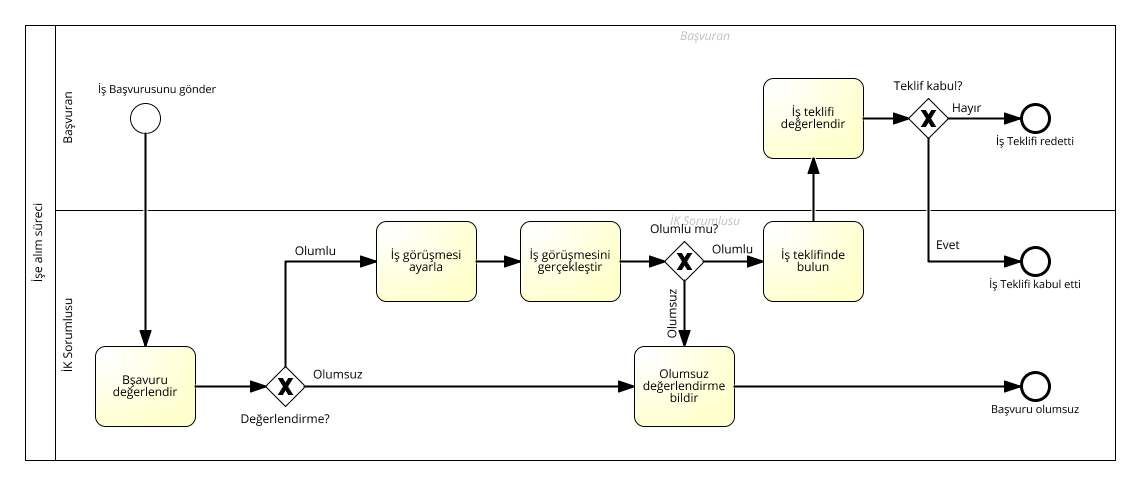 Başvuran
İşe alım süreci
Başvuran
İş Başvurusunu gönder
İş teklifi
değerlendir
Teklif kabul?
Hayır
İş Teklifi redetti
İK Sorumlusu
İK Sorumlusu
Olumlu
İş görüşmesi
ayarla
İş görüşmesini
gerçekleştir
Olumlu mu?
Olumlu
İş teklifinde
bulun
Evet
İş Teklifi kabul etti
Olumsuz
Bşavuru
değerlendir
Değerlendirme?
Olumsuz
Olumsuz
değerlendirme
bildir
Başvuru olumsuz